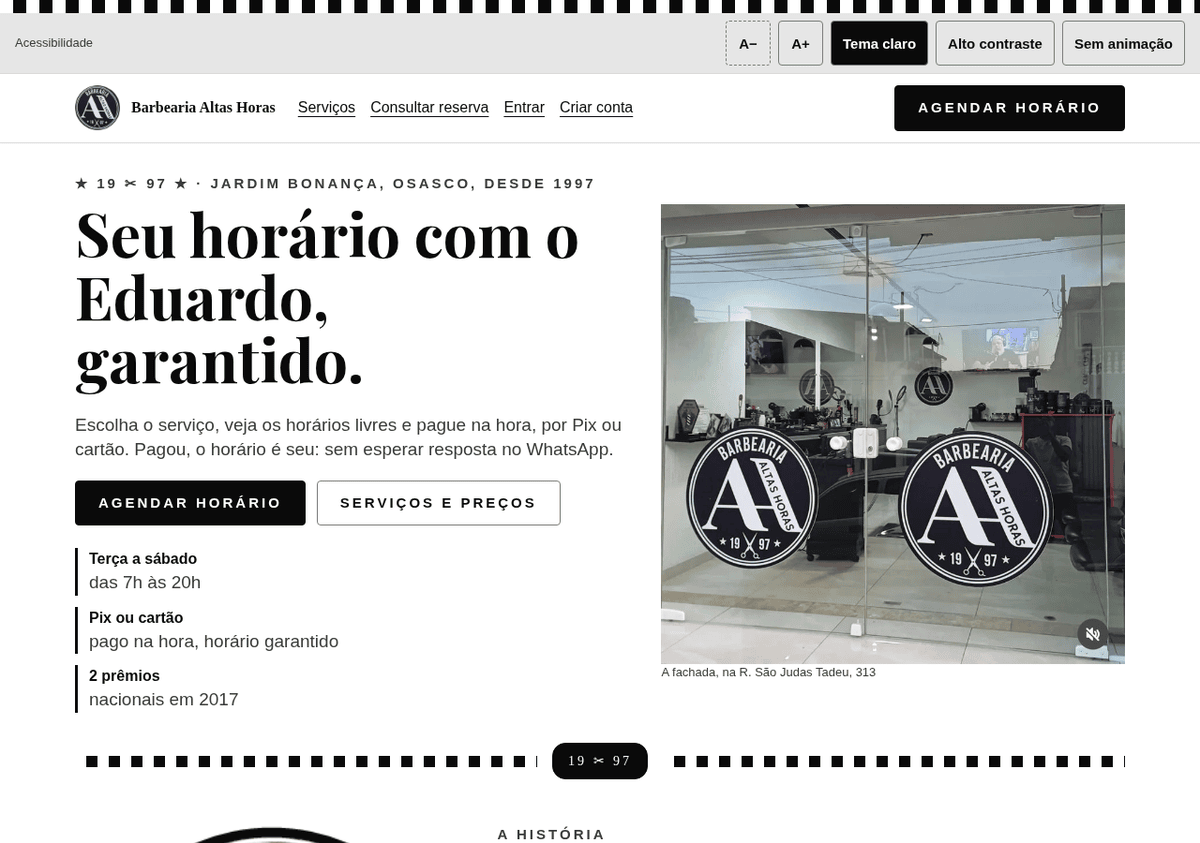 Acessibilidade
A−
A+
Tema claro
Alto contraste
Sem animação
Barbearia Altas Horas
Serviços
Consultar reserva
Entrar
Criar conta
AGENDAR HORÁRIO
★ 19 ✂ 97 ★ · JARDIM BONANÇA, OSASCO, DESDE 1997
Seu horário com o
Eduardo,
garantido.
Escolha o serviço, veja os horários livres e pague na hora, por Pix ou
cartão. Pagou, o horário é seu: sem esperar resposta no WhatsApp.
AGENDAR HORÁRIO
SERVIÇOS E PREÇOS
Terça a sábado
das 7h às 20h
Pix ou cartão
pago na hora, horário garantido
2 prêmios
nacionais em 2017
BARBEARIA
AA
ALTAS HORAS
★ 19 97 ★
BARBEARIA
AA
ALTAS HORAS
★ 19 97 ★
A fachada, na R. São Judas Tadeu, 313
19 ✂ 97
A HISTÓRIA